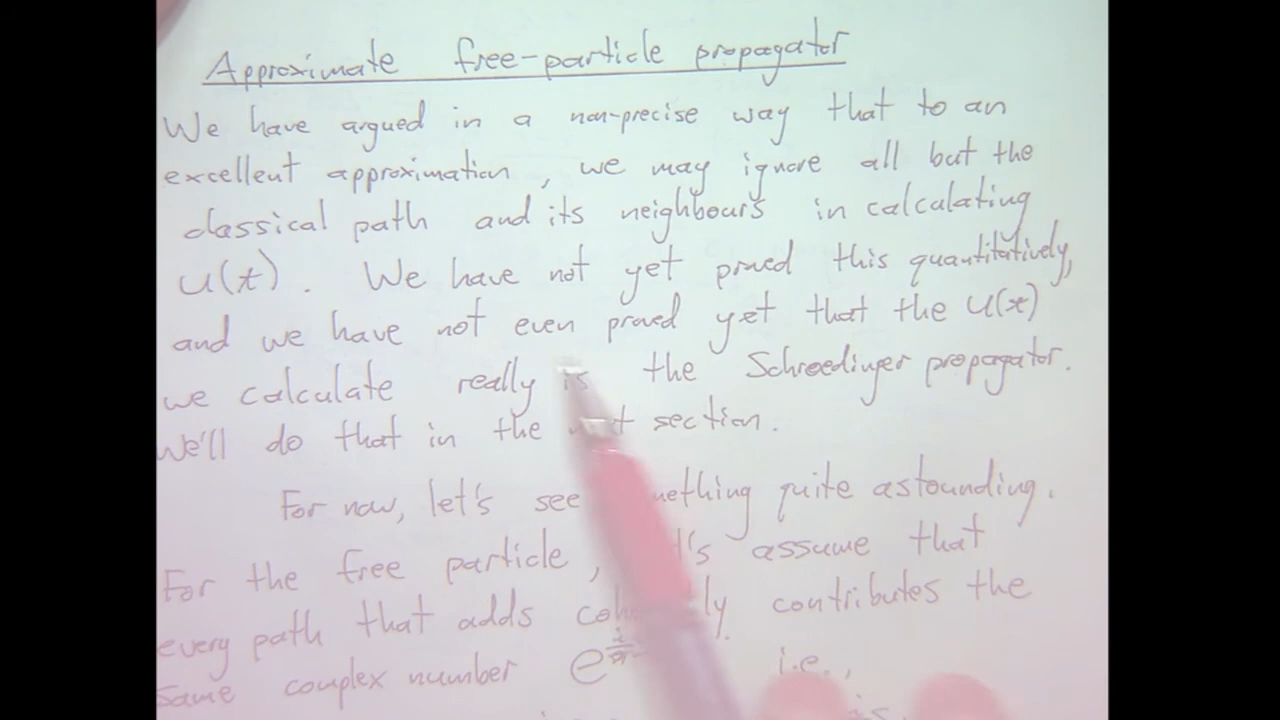 Approximate free-particle propagator
We have argued in a non-precise way that to an
excellent approximation, we may ignore all but the
classical path and its neighbours in calculating
U(t). We have not yet proved this quantitatively,
and we have not even proved yet that the U(t)
we calculate really is the Schroedinger propagator.
We'll do that in the section.
For now, let's see quite astounding.
For the free particle, assume that
every path that adds contributes the
same complex number e i.e.,